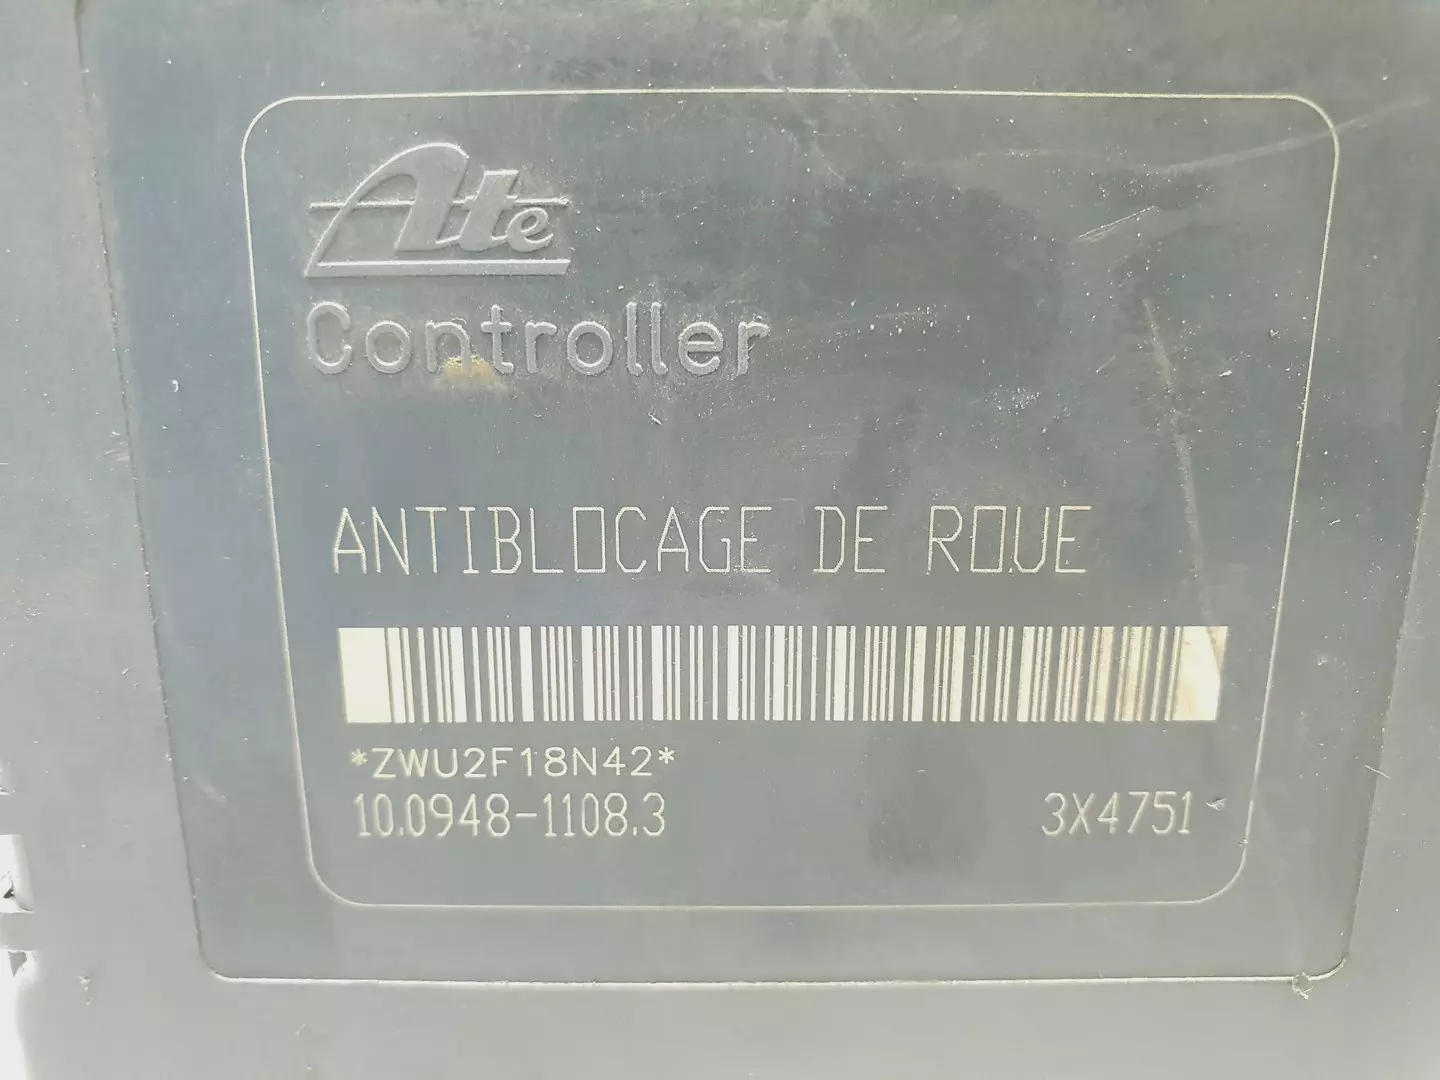 Ate
Controller
ANTIBLOCAGE DE ROUE
*ZWU2F18N42*
10.0948-1108.3 3X4751